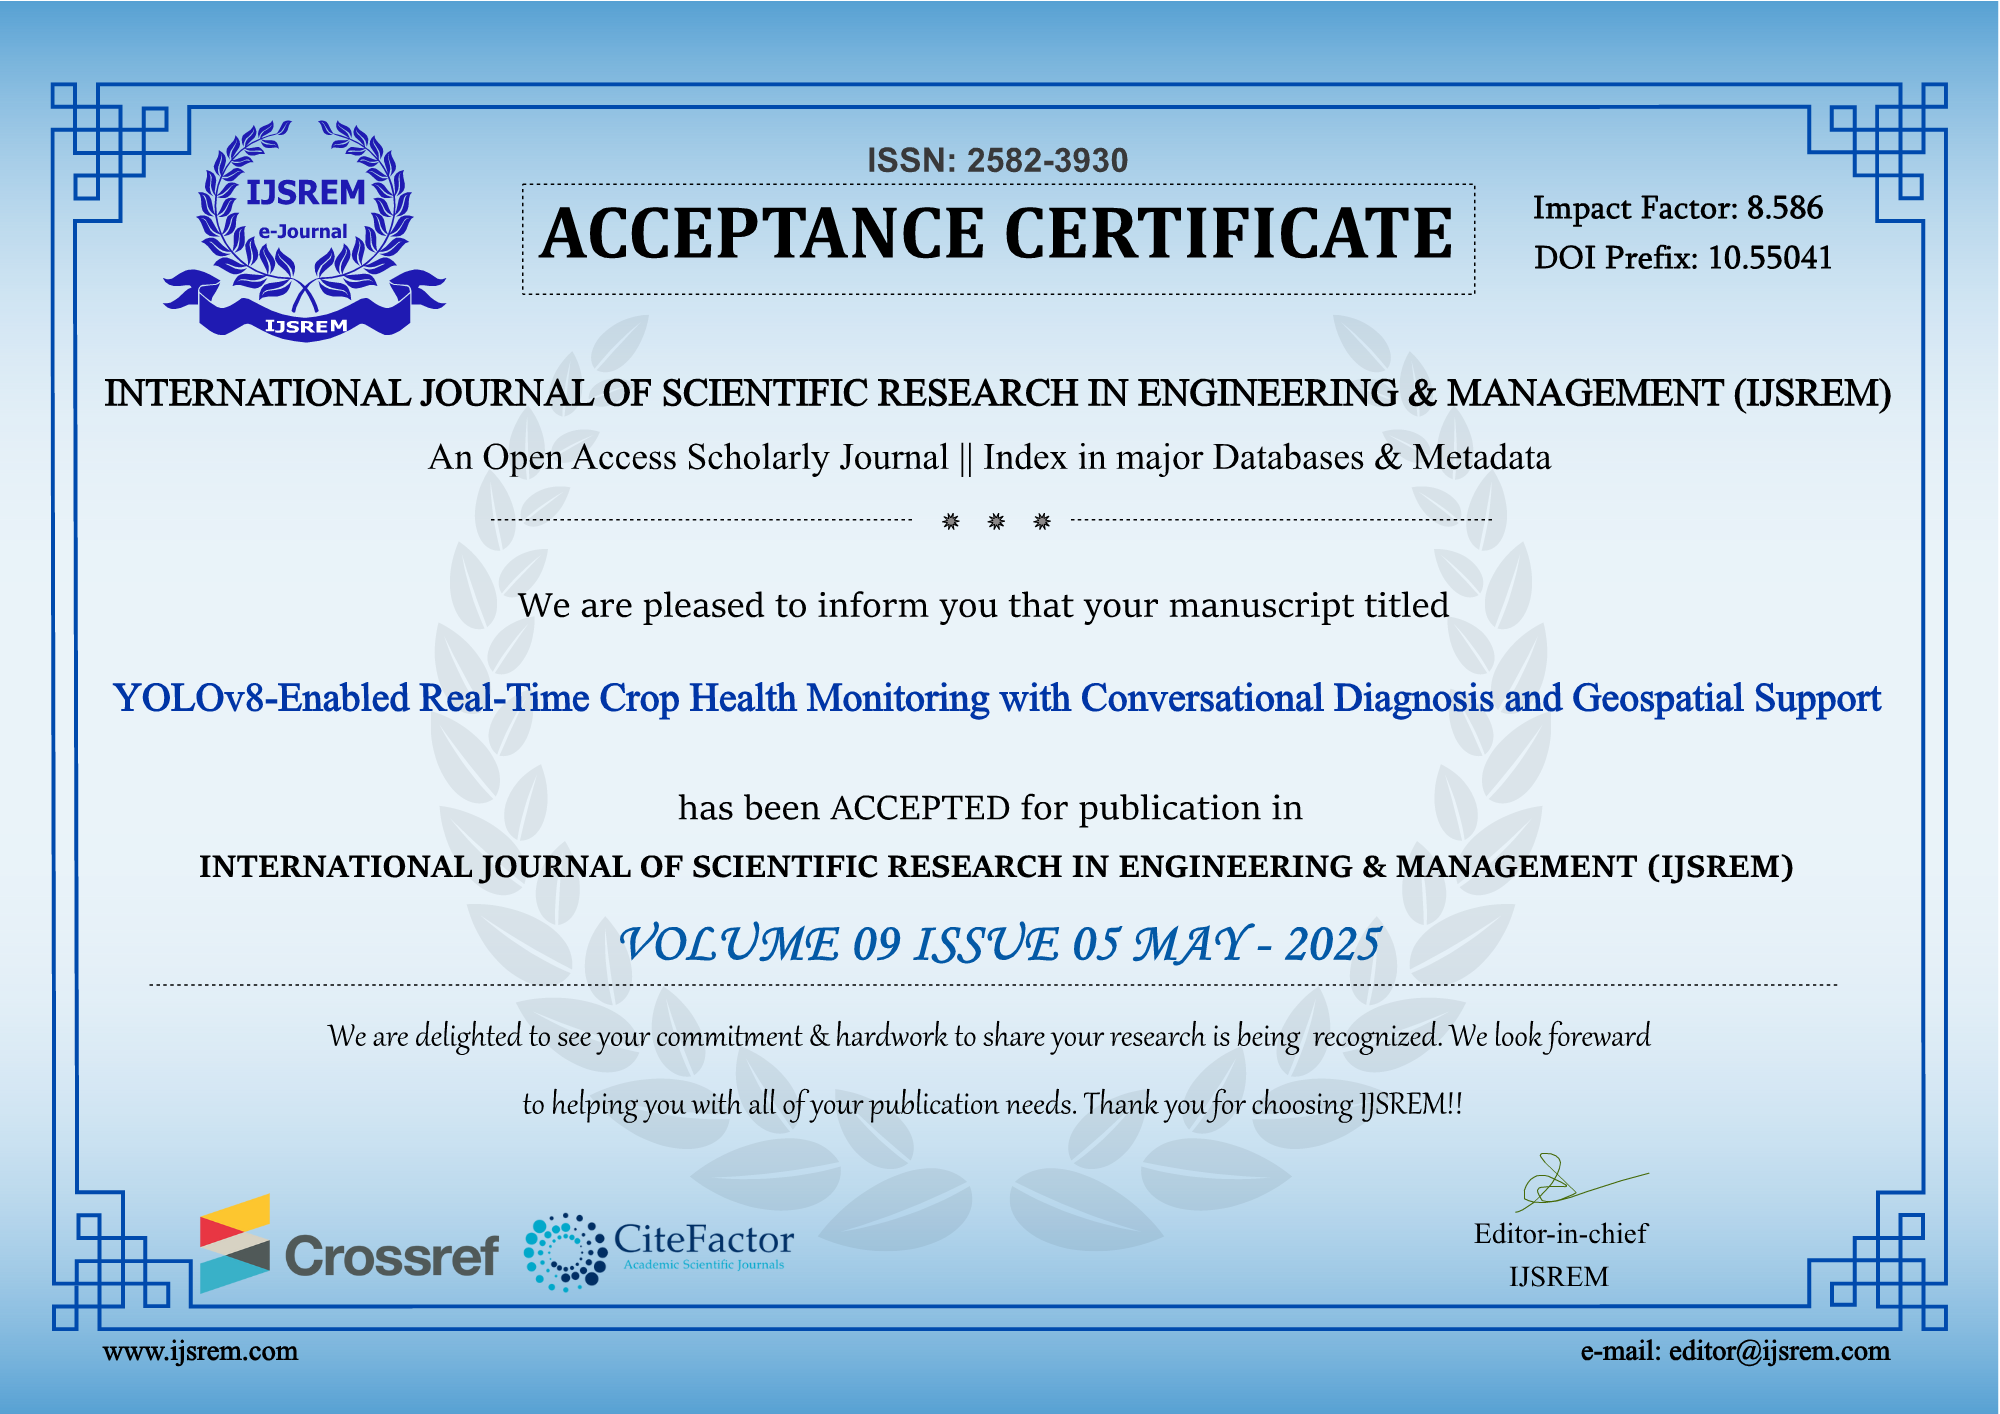 IJSREM
e-Journal
IJSREM
ISSN: 2582-3930
ACCEPTANCE CERTIFICATE
Impact Factor: 8.586
DOI Prefix: 10.55041
INTERNATIONAL JOURNAL OF SCIENTIFIC RESEARCH IN ENGINEERING & MANAGEMENT (IJSREM)
An Open Access Scholarly Journal || Index in major Databases & Metadata
We are pleased to inform you that your manuscript titled
YOLOv8-Enabled Real-Time Crop Health Monitoring with Conversational Diagnosis and Geospatial Support
has been ACCEPTED for publication in
INTERNATIONAL JOURNAL OF SCIENTIFIC RESEARCH IN ENGINEERING & MANAGEMENT (IJSREM)
VOLUME 09 ISSUE 05 MAY - 2025
We are delighted to see your commitment & hardwork to share your research is being recognized. We look foreward
to helping you with all of your publication needs. Thank you for choosing IJSREM!!
Crossref
CiteFactor
Academic Scientific Journals
Editor-in-chief
IJSREM
www.ijsrem.com
e-mail: editor@ijsrem.com